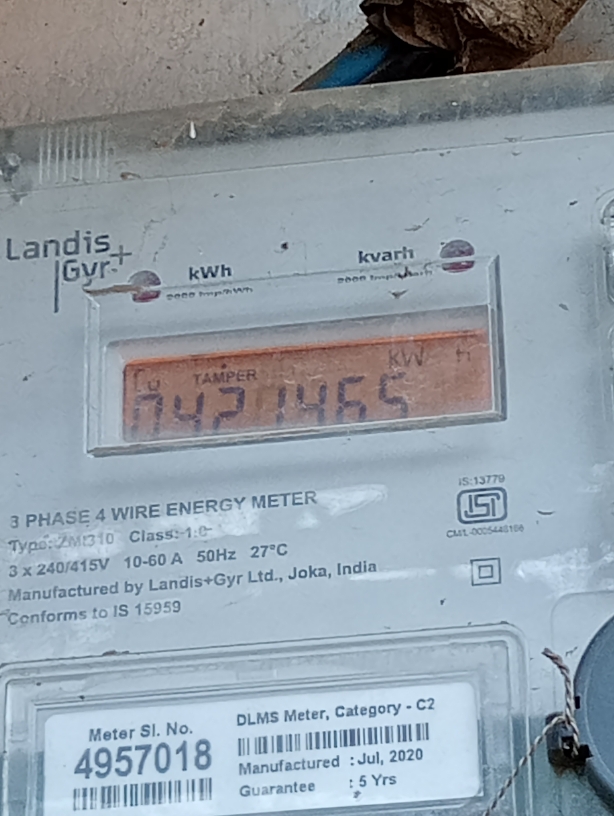 Landis
Gyr+
kWh
kvarh
TAMPER
kW h
0421465
3 PHASE 4 WIRE ENERGY METER
Type: ZMI310 Class: 1.0
3 x 240/415V 10-60 A 50Hz 27°C
Manufactured by Landis+Gyr Ltd., Joka, India
Conforms to IS 15959
IS:13779
ISI
Meter Sl. No.
4957018
DLMS Meter, Category - C2
Manufactured : Jul, 2020
Guarantee : 5 Yrs